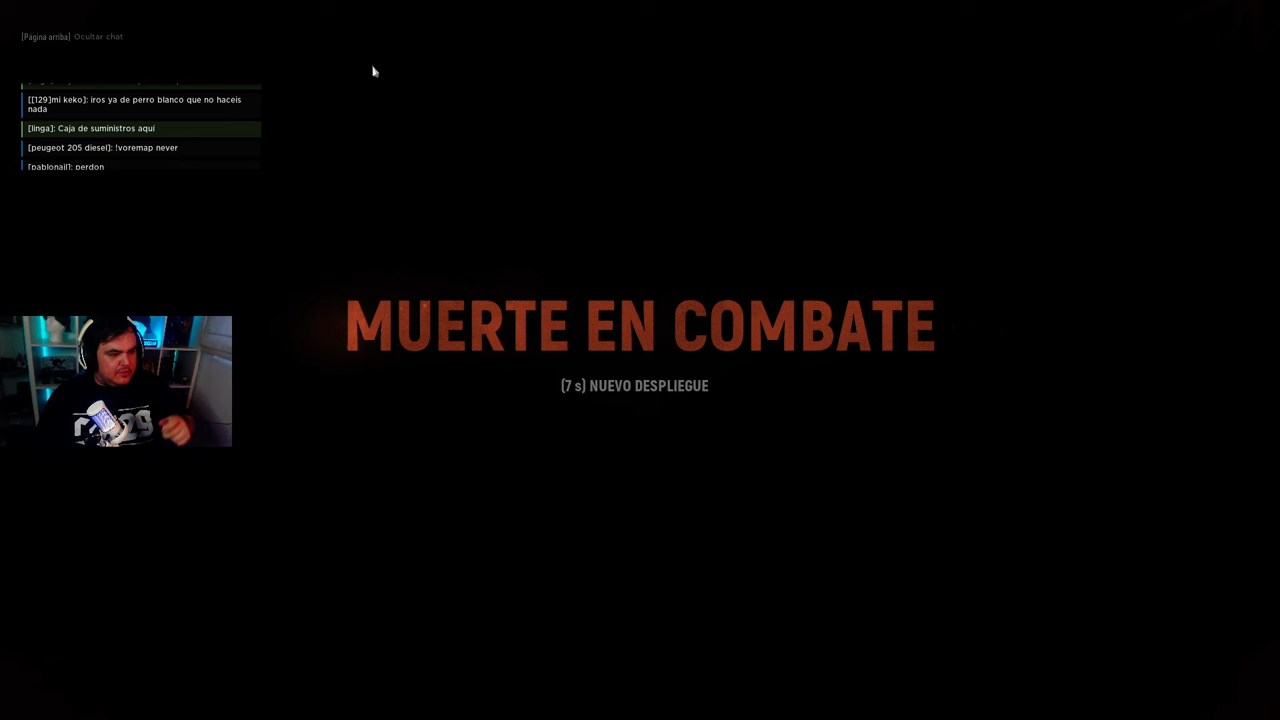 [Página arriba] Ocultar chat
[[129]mi keko]: iros ya de perro blanco que no haceis
nada
[linga]: Caja de suministros aquí
[peugeot 205 diesel]: !voremap never
[pablonail]: perdon
MUERTE EN COMBATE
(7 s) NUEVO DESPLIEGUE